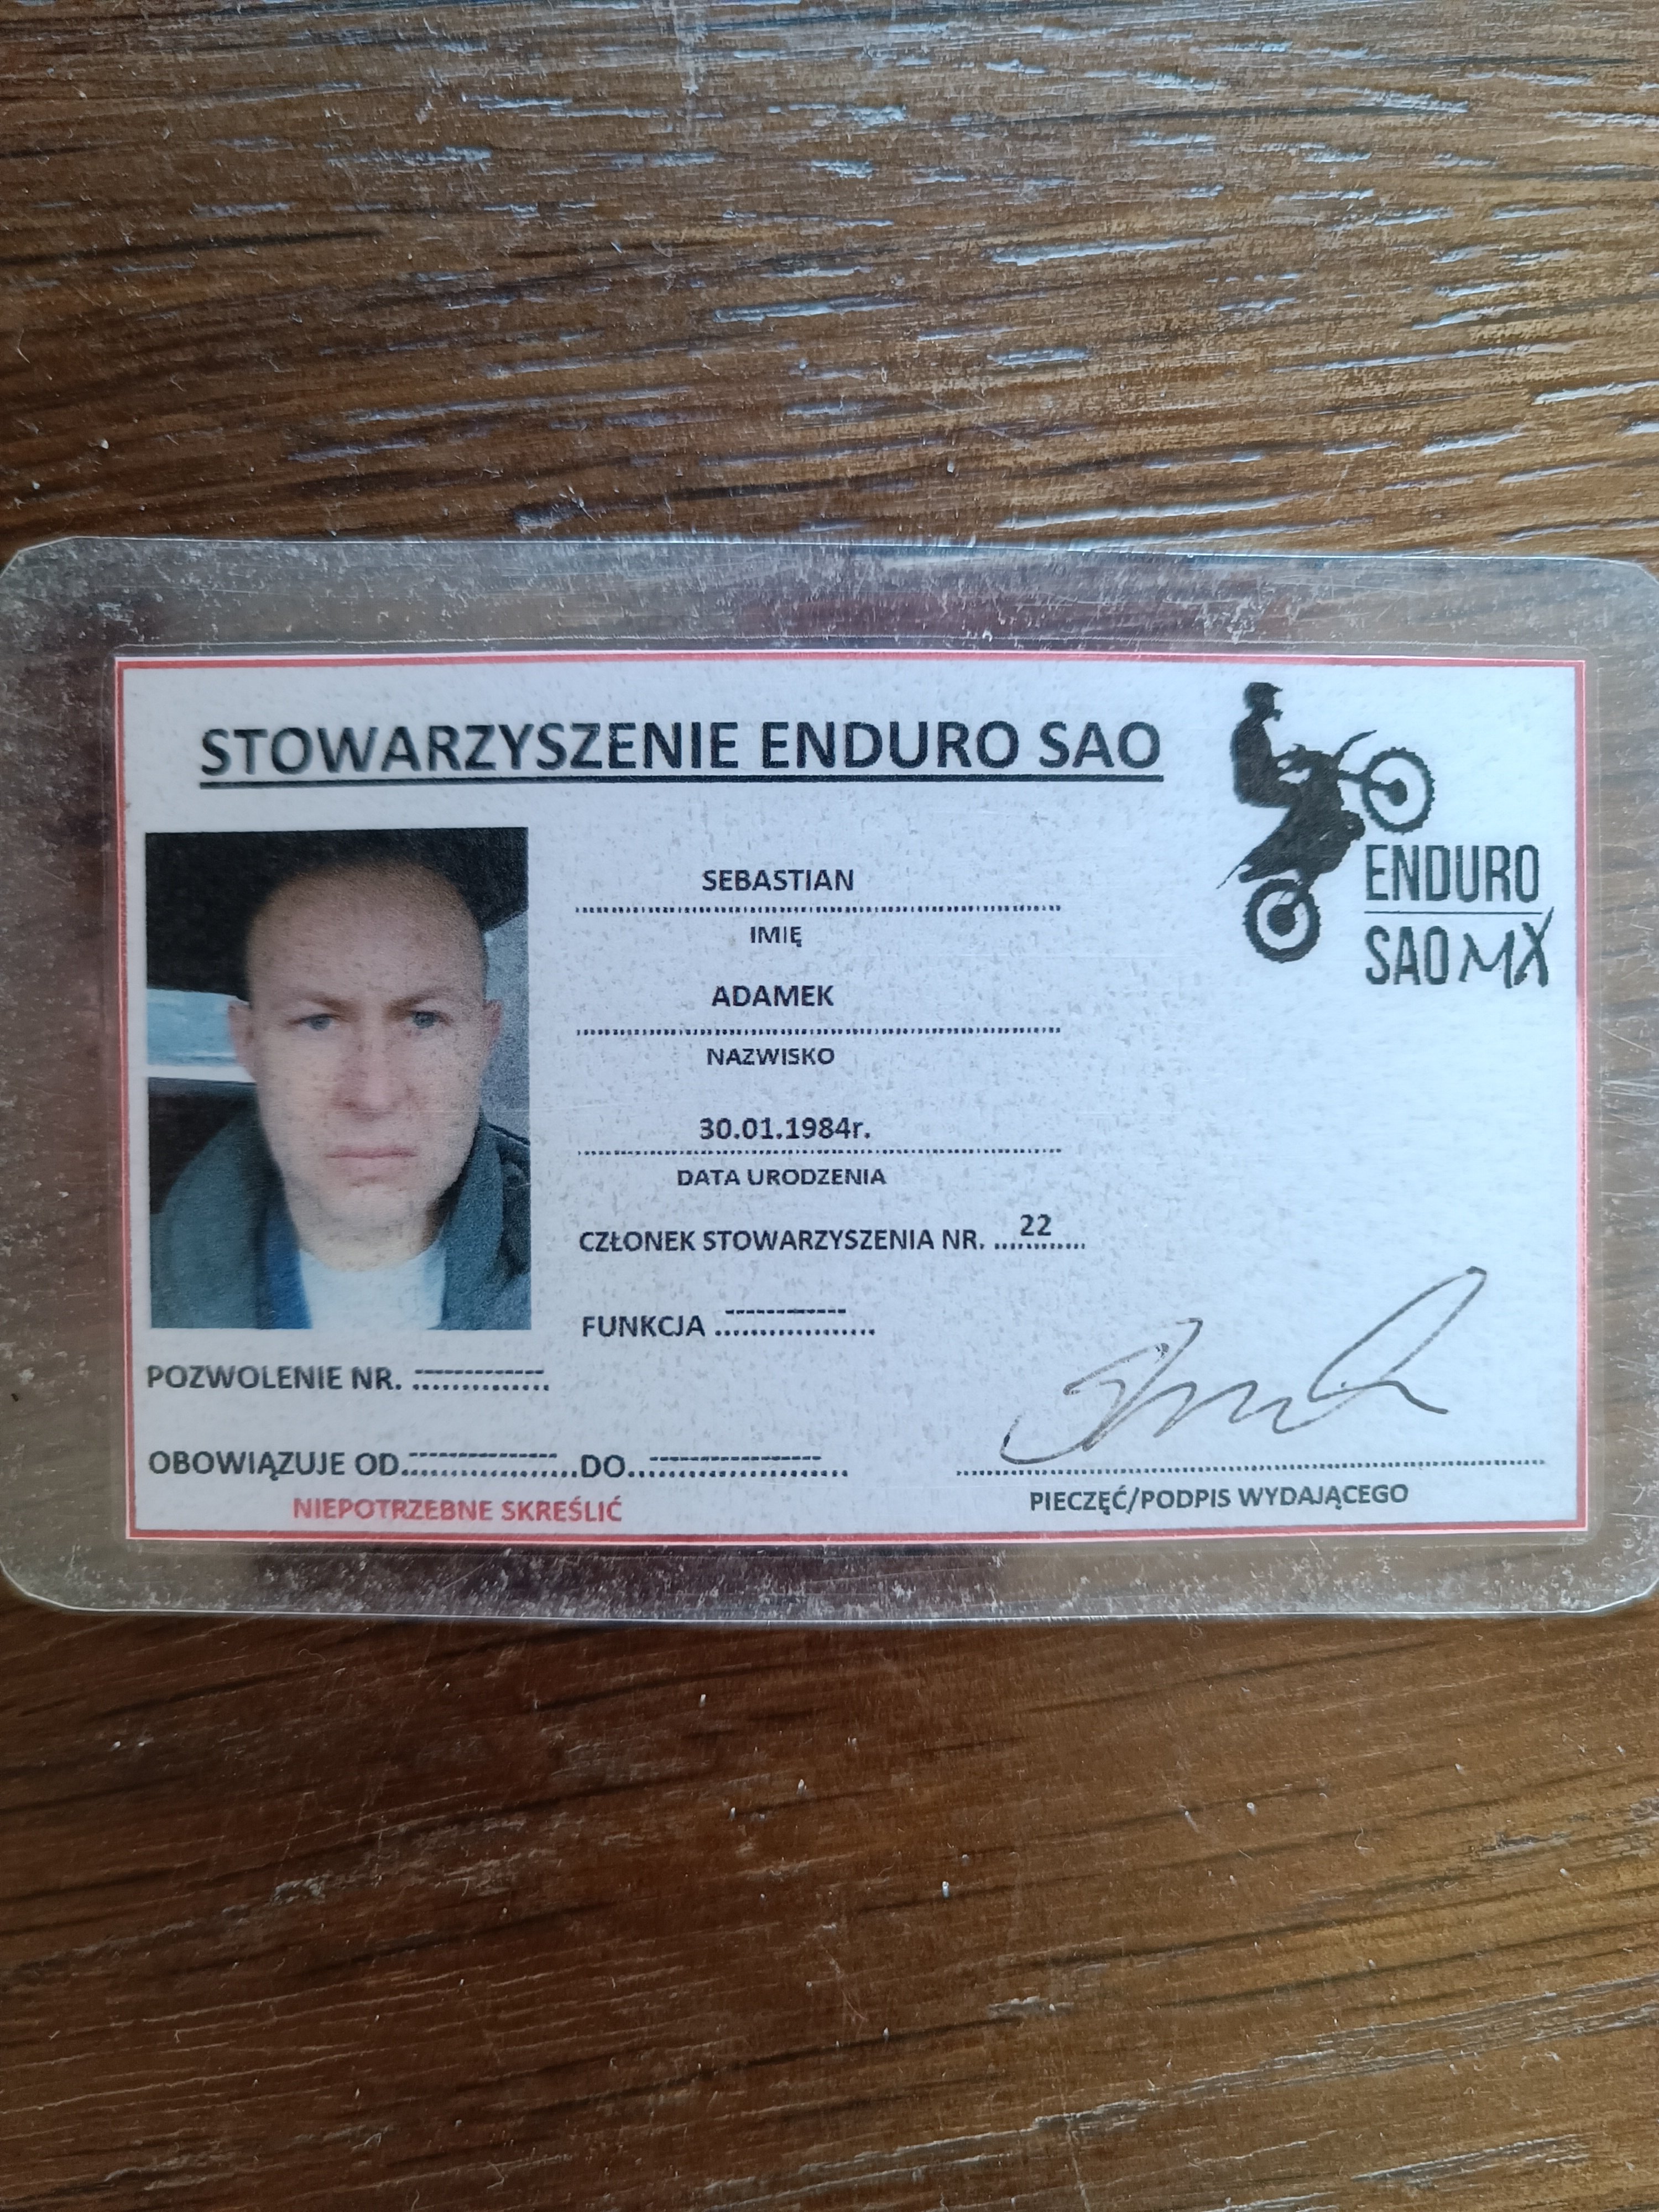 STOWARZYSZENIE ENDURO SAO
ENDURO
SAO MX
SEBASTIAN
IMIĘ
ADAMEK
NAZWISKO
30.01.1984r.
DATA URODZENIA
CZŁONEK STOWARZYSZENIA NR. ...22......
FUNKCJA ------------
POZWOLENIE NR. ------------
OBOWIĄZUJE OD.--------------.DO.----------------
NIEPOTRZEBNE SKREŚLIĆ
PIECZĘĆ/PODPIS WYDAJĄCEGO